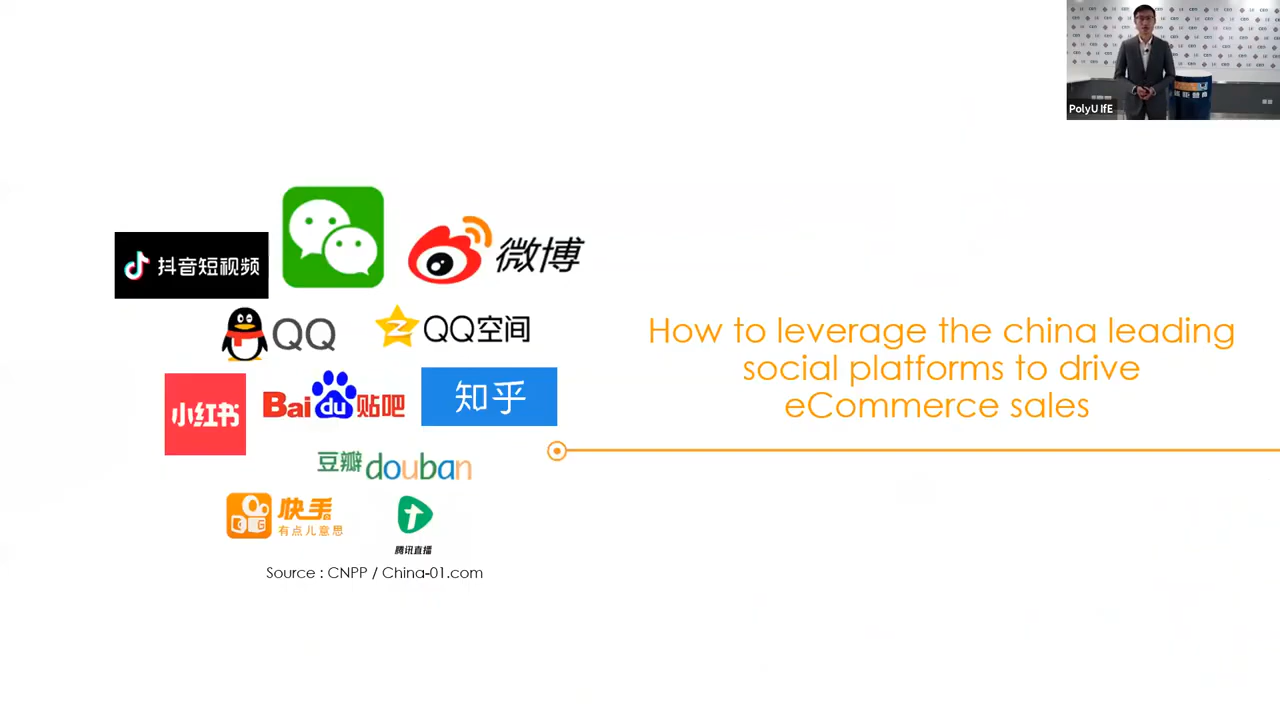 PolyU IfE
抖音短视频
微博
QQ
QQ空间
小红书
Baidu贴吧
知乎
豆瓣douban
快手
有点儿意思
腾讯直播
Source : CNPP / China-01.com
How to leverage the china leading
social platforms to drive
eCommerce sales